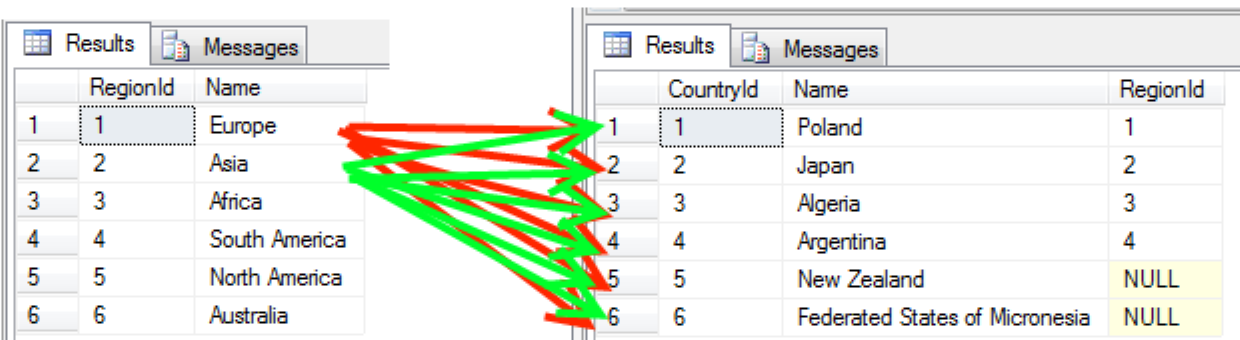 Results Messages
RegionId Name
1 1 Europe
2 2 Asia
3 3 Africa
4 4 South America
5 5 North America
6 6 Australia
Results Messages
CountryId Name RegionId
1 1 Poland 1
2 2 Japan 2
3 3 Algeria 3
4 4 Argentina 4
5 5 New Zealand NULL
6 6 Federated States of Micronesia NULL